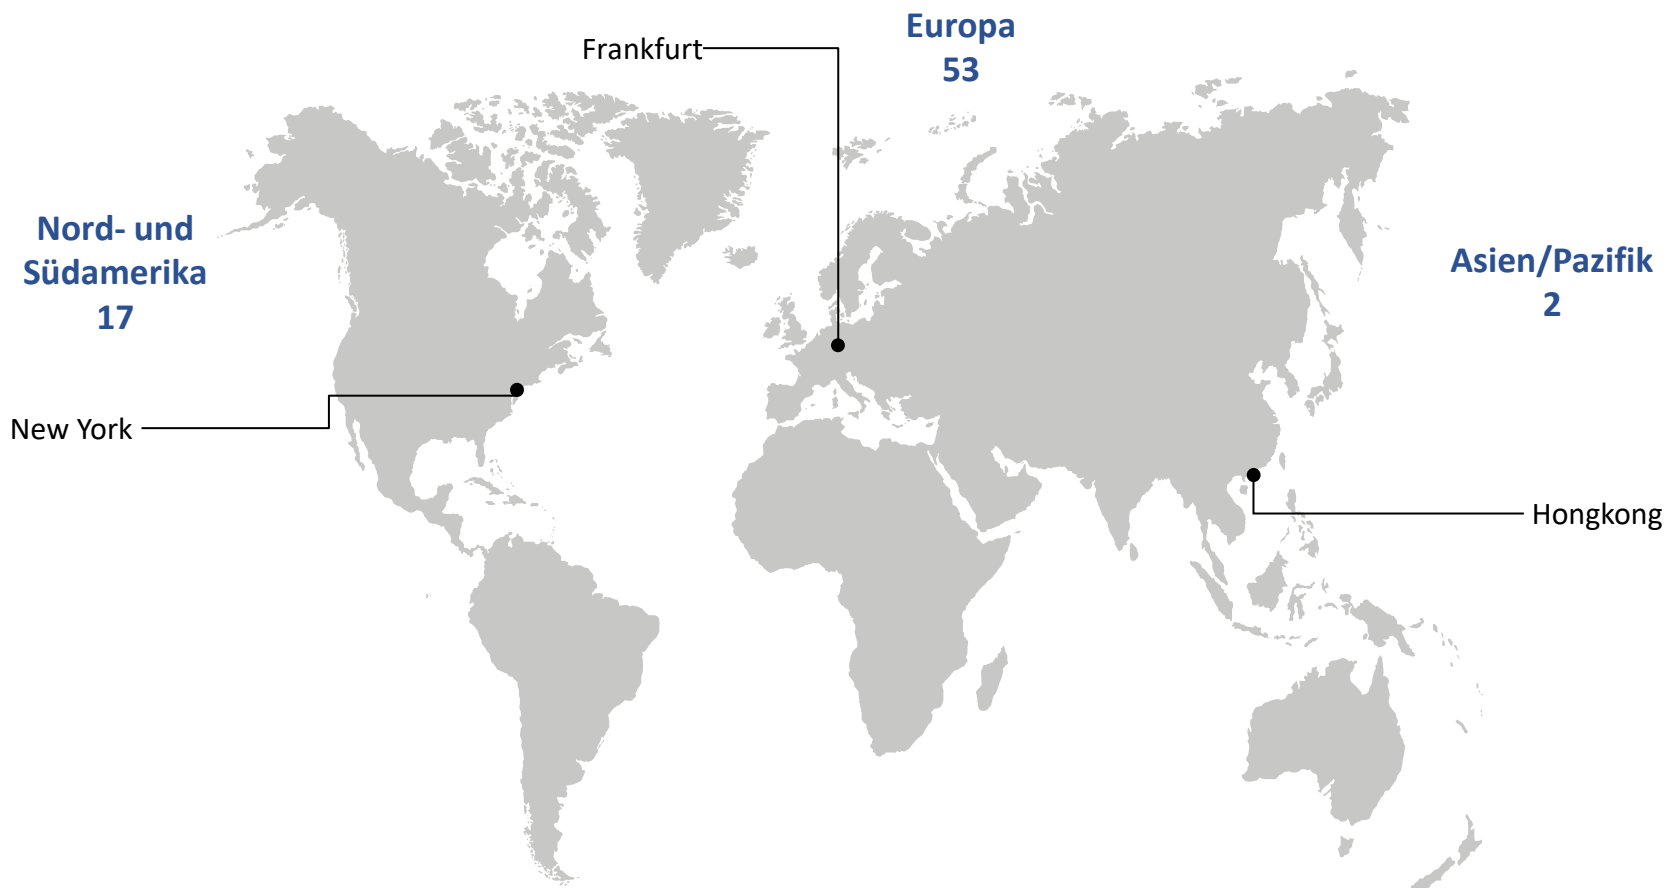 Europa
53
Frankfurt
Nord- und
Südamerika
17
Asien/Pazifik
2
New York
Hongkong